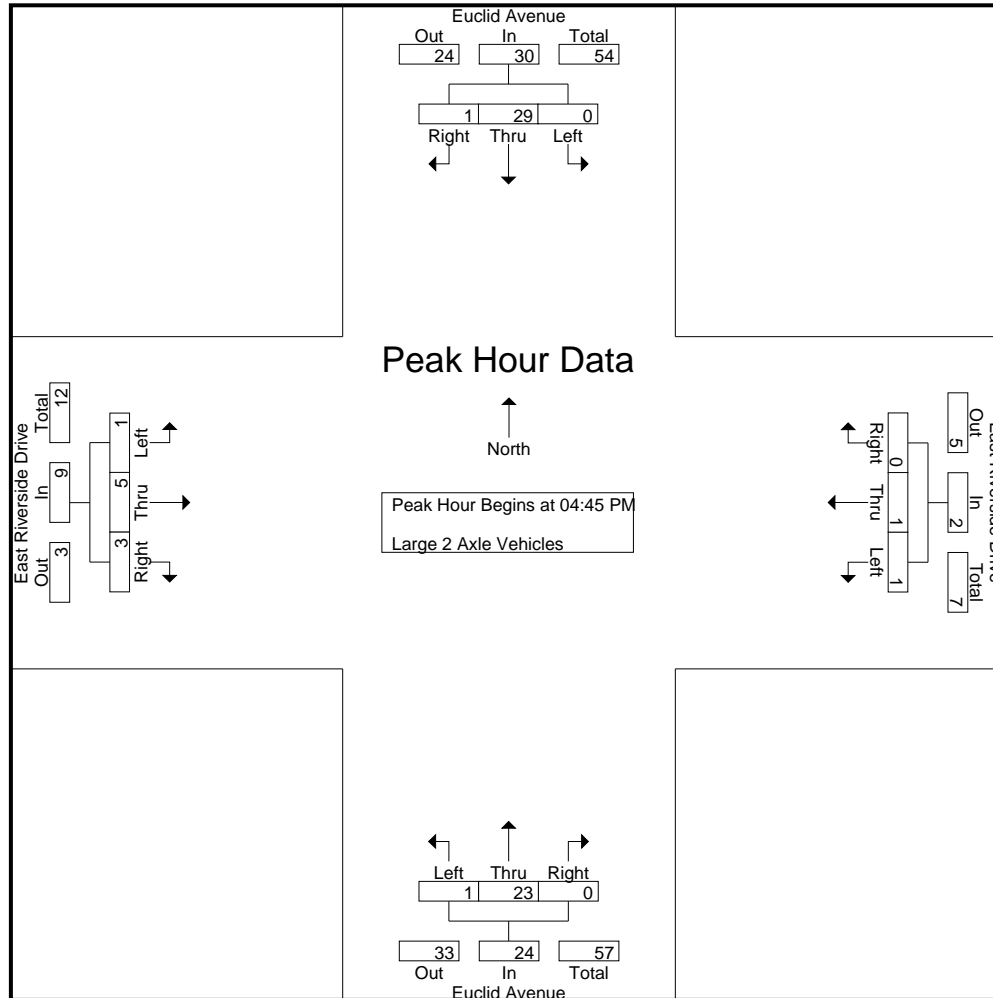 Euclid Avenue
Out In Total
24 30 54
1 29 0
Right Thru Left
Peak Hour Data
North
Peak Hour Begins at 04:45 PM
Large 2 Axle Vehicles
East Riverside Drive
Out In Total
3 9 12
3 5 1
Right Thru Left
East Riverside Drive
Out In Total
5 2 7
0 1 1
Right Thru Left
Left Thru Right
1 23 0
33 24 57
Out In Total
Euclid Avenue